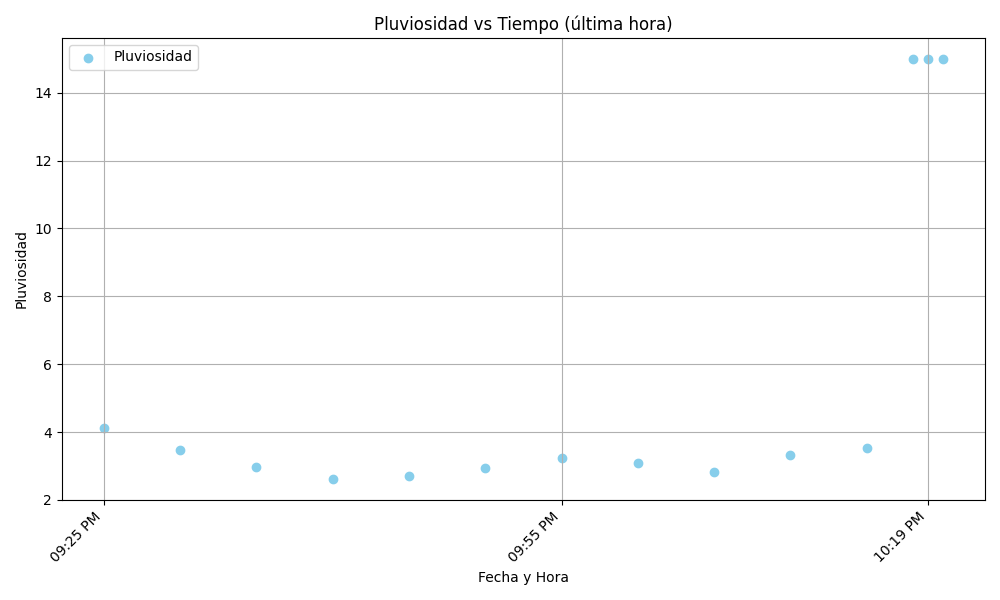 Pluviosidad vs Tiempo (última hora)
Pluviosidad
14
12
10
8
6
4
2
Pluviosidad
09:25 PM
09:55 PM
10:19 PM
Fecha y Hora